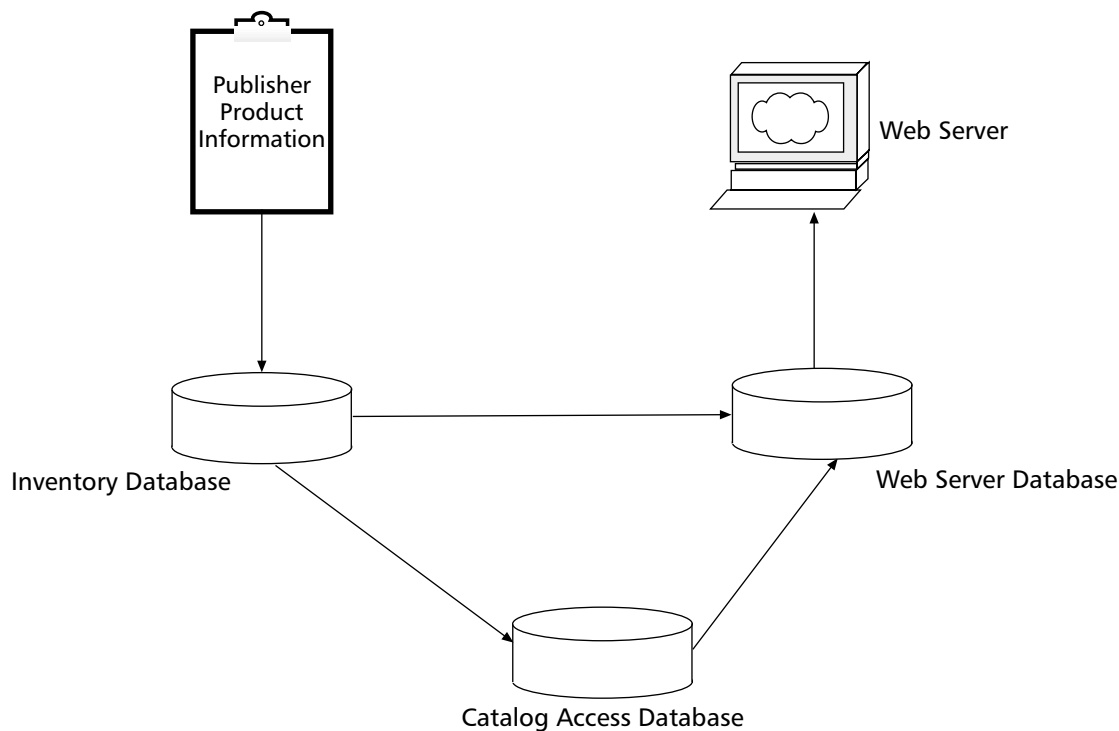 Publisher
Product
Information
Web Server
Inventory Database
Web Server Database
Catalog Access Database